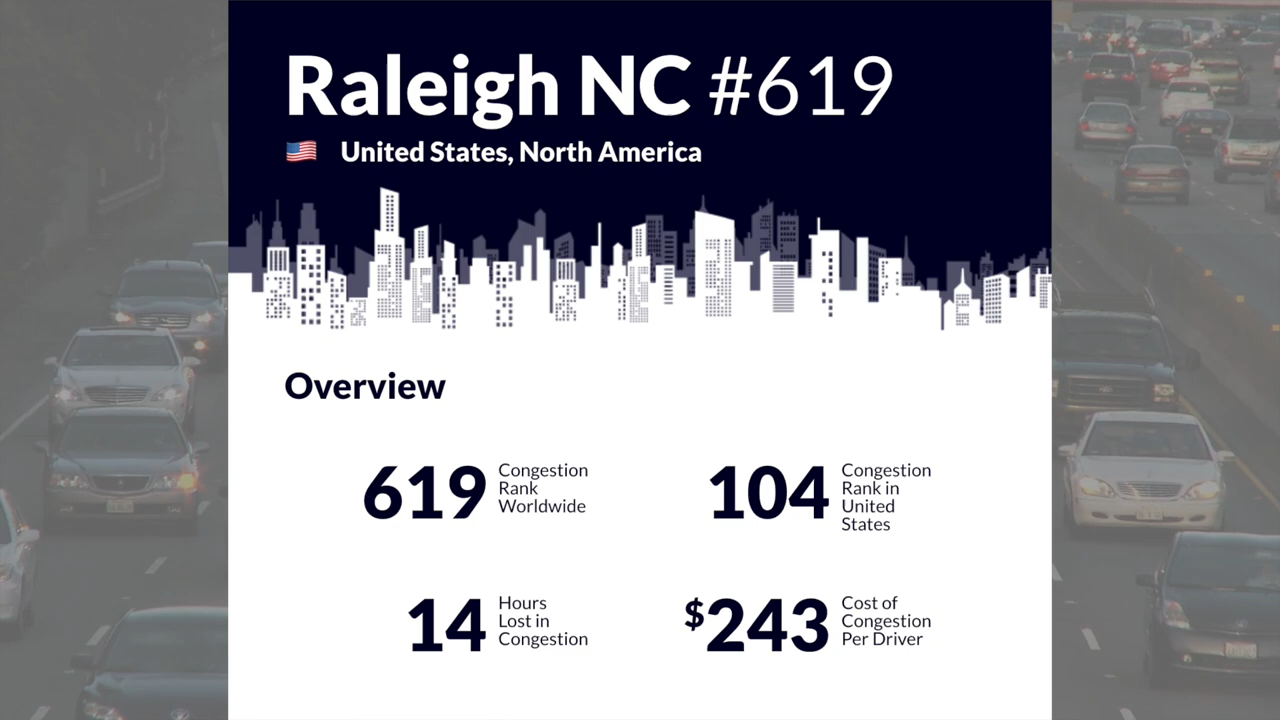 Raleigh NC #619
United States, North America
Overview
619
Congestion
Rank
Worldwide
104
Congestion
Rank in
United
States
14
Hours
Lost in
Congestion
$243
Cost of
Congestion
Per Driver